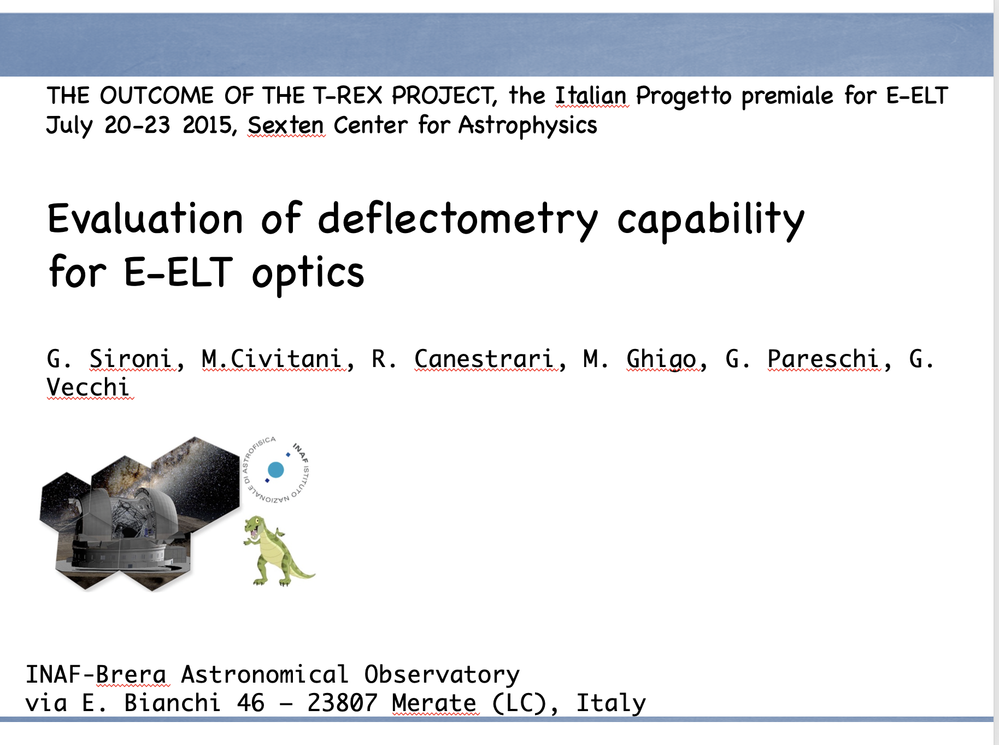 THE OUTCOME OF THE T-REX PROJECT, the Italian Progetto premiale for E-ELT
July 20-23 2015, Sexten Center for Astrophysics
Evaluation of deflectometry capability
for E-ELT optics
G. Sironi, M.Civitani, R. Canestrari, M. Ghigo, G. Pareschi, G.
Vecchi
INAF ISTITUTO NAZIONALE DI ASTROFISICA
INAF-Brera Astronomical Observatory
via E. Bianchi 46 – 23807 Merate (LC), Italy